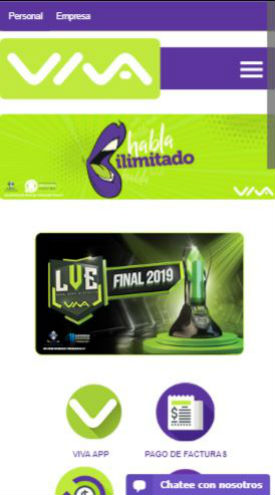 Personal Empresa
VIVA
habla
ilimitado
VIVA
LVE
VIVA
FINAL 2019
VIVA APP PAGO DE FACTURAS
Chatee con nosotros